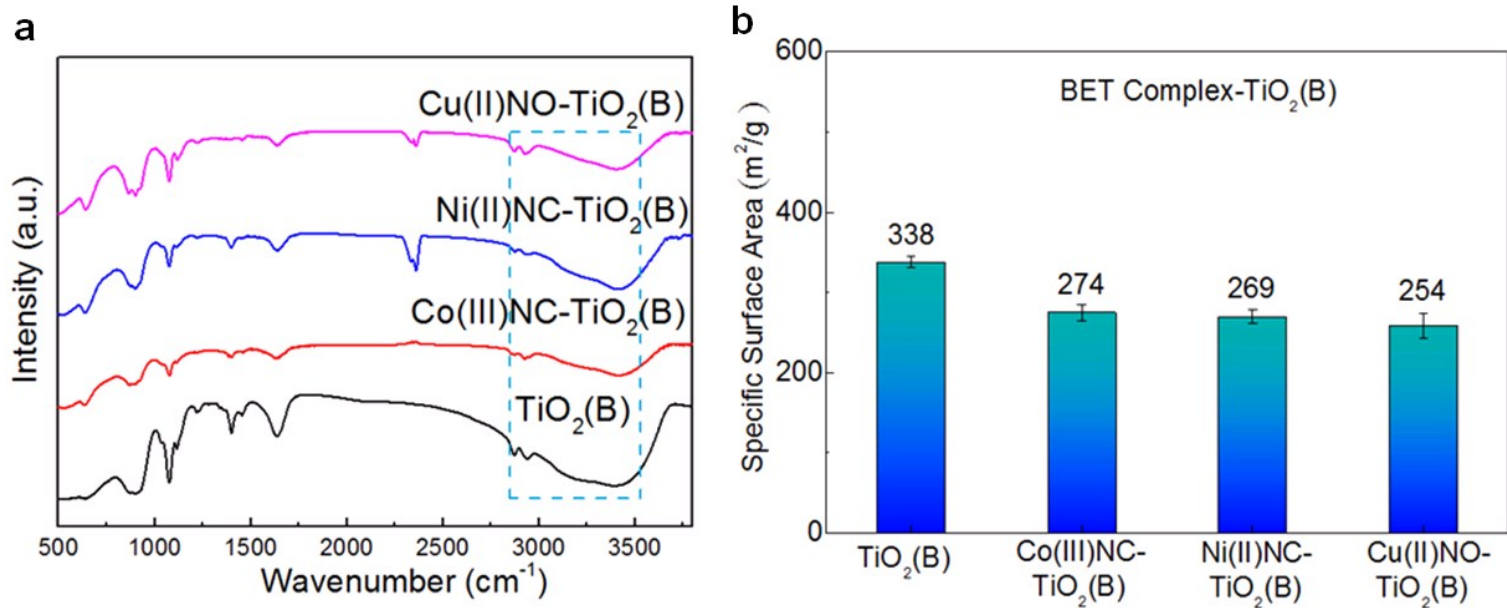 a
Cu(II)NO-TiO₂(B)
Ni(II)NC-TiO₂(B)
Co(III)NC-TiO₂(B)
TiO₂(B)
Intensity (a.u.)
500 1000 1500 2000 2500 3000 3500
Wavenumber (cm⁻¹)
b
BET Complex-TiO₂(B)
Specific Surface Area (m²/g)
600
400
200
0
338
274
269
254
TiO₂(B)
Co(III)NC-
TiO₂(B)
Ni(II)NC-
TiO₂(B)
Cu(II)NO-
TiO₂(B)